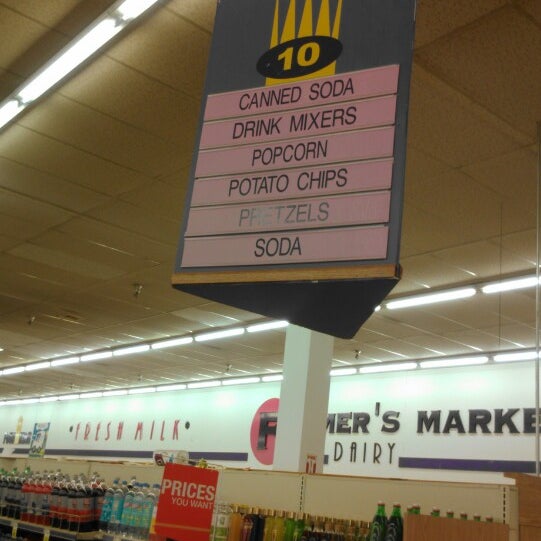 10
CANNED SODA
DRINK MIXERS
POPCORN
POTATO CHIPS
PRETZELS
SODA
•FRESH MILK•
F MER'S MARKE
DAIRY
PRICES
YOU WANT